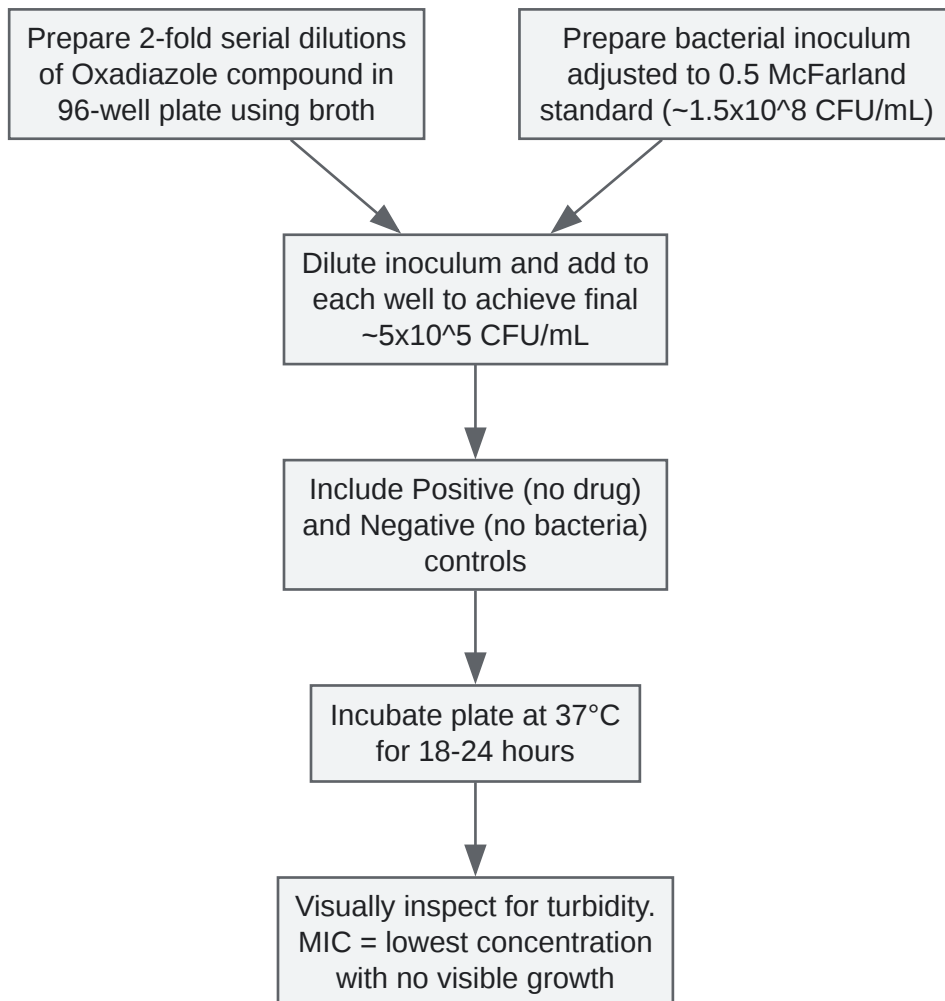 Prepare 2-fold serial dilutions
of Oxadiazole compound in
96-well plate using broth
Prepare bacterial inoculum
adjusted to 0.5 McFarland
standard (~1.5x10^8 CFU/mL)
Dilute inoculum and add to
each well to achieve final
~5x10^5 CFU/mL
Include Positive (no drug)
and Negative (no bacteria)
controls
Incubate plate at 37°C
for 18-24 hours
Visually inspect for turbidity.
MIC = lowest concentration
with no visible growth